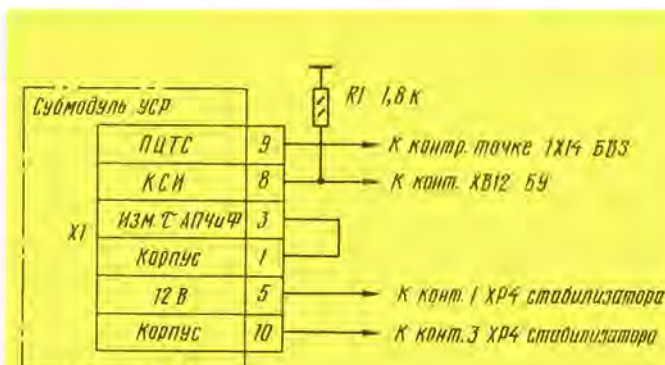 R1 1,8 к
Субмодуль УСР
ПЦТС 9 К контр. точке 1Х14 БВЗ
КСИ 8 К конт. ХВ12 БУ
Х1
Изм. τ АПЧиФ 3
Корпус 1
12 В 5 К конт. 1 ХР4 стабилизатора
Корпус 10 К конт. 3 ХР4 стабилизатора